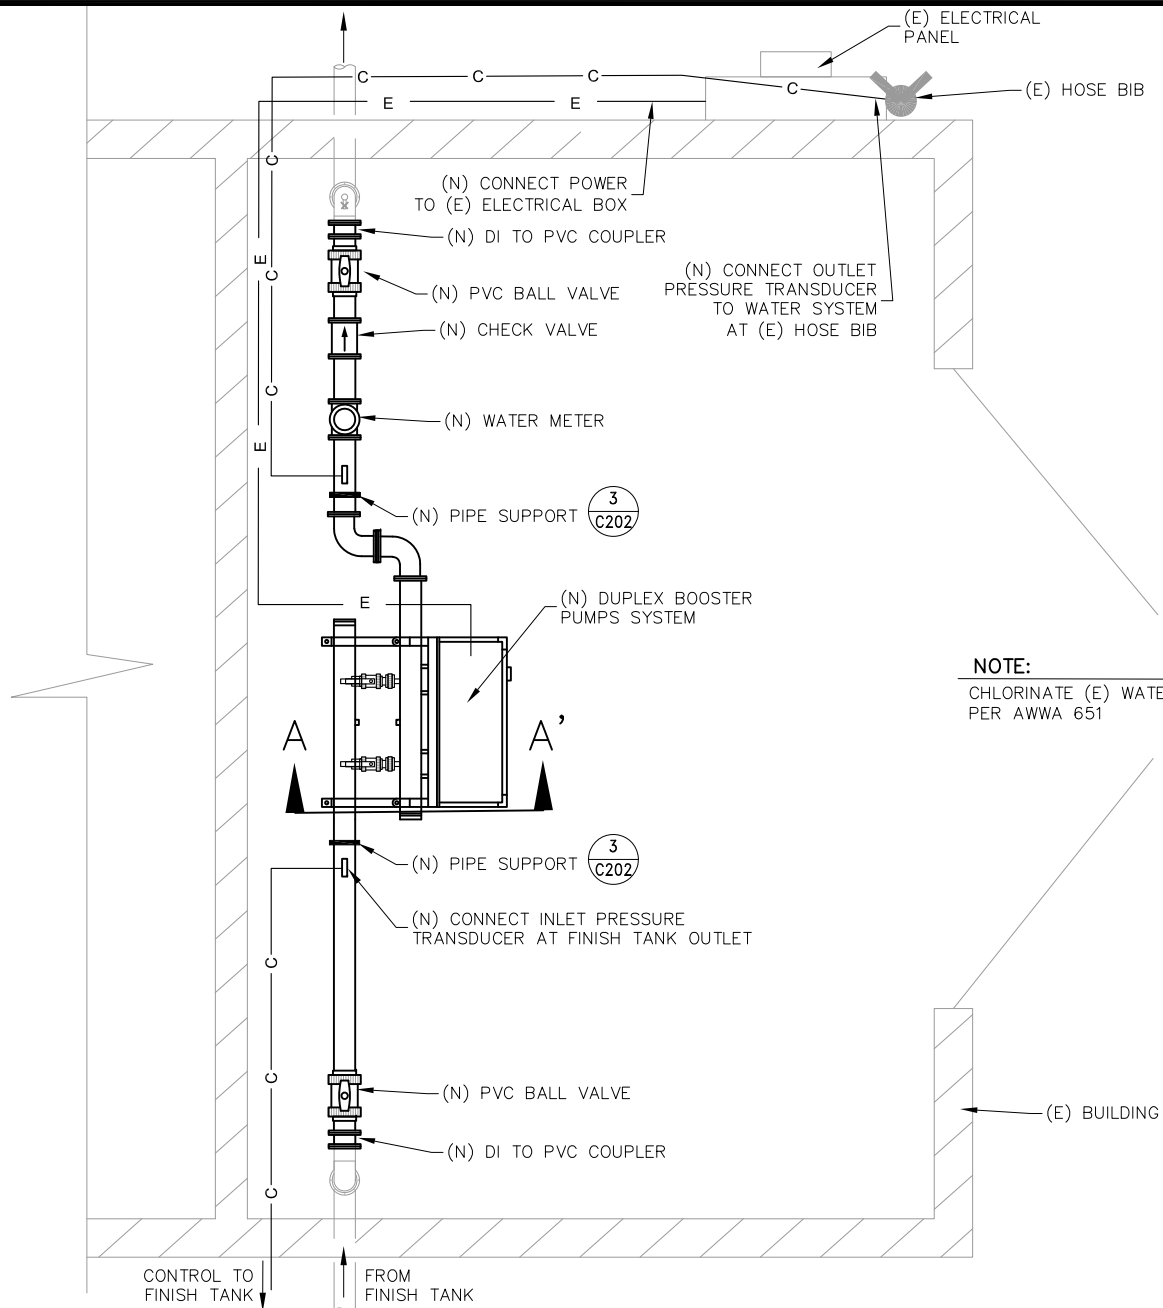 (E) ELECTRICAL
PANEL
(E) HOSE BIB
C
C
C
C
E
E
C
(N) CONNECT POWER
TO (E) ELECTRICAL BOX
(N) DI TO PVC COUPLER
E
C
(N) CONNECT OUTLET
PRESSURE TRANSDUCER
TO WATER SYSTEM
AT (E) HOSE BIB
(N) PVC BALL VALVE
(N) CHECK VALVE
C
(N) WATER METER
E
(N) PIPE SUPPORT
3
C202
E
(N) DUPLEX BOOSTER
PUMPS SYSTEM
NOTE:
CHLORINATE (E) WATE
PER AWWA 651
A
A'
(N) PIPE SUPPORT
3
C202
(N) CONNECT INLET PRESSURE
TRANSDUCER AT FINISH TANK OUTLET
C
C
(N) PVC BALL VALVE
(E) BUILDING
(N) DI TO PVC COUPLER
C
CONTROL TO
FINISH TANK
FROM
FINISH TANK